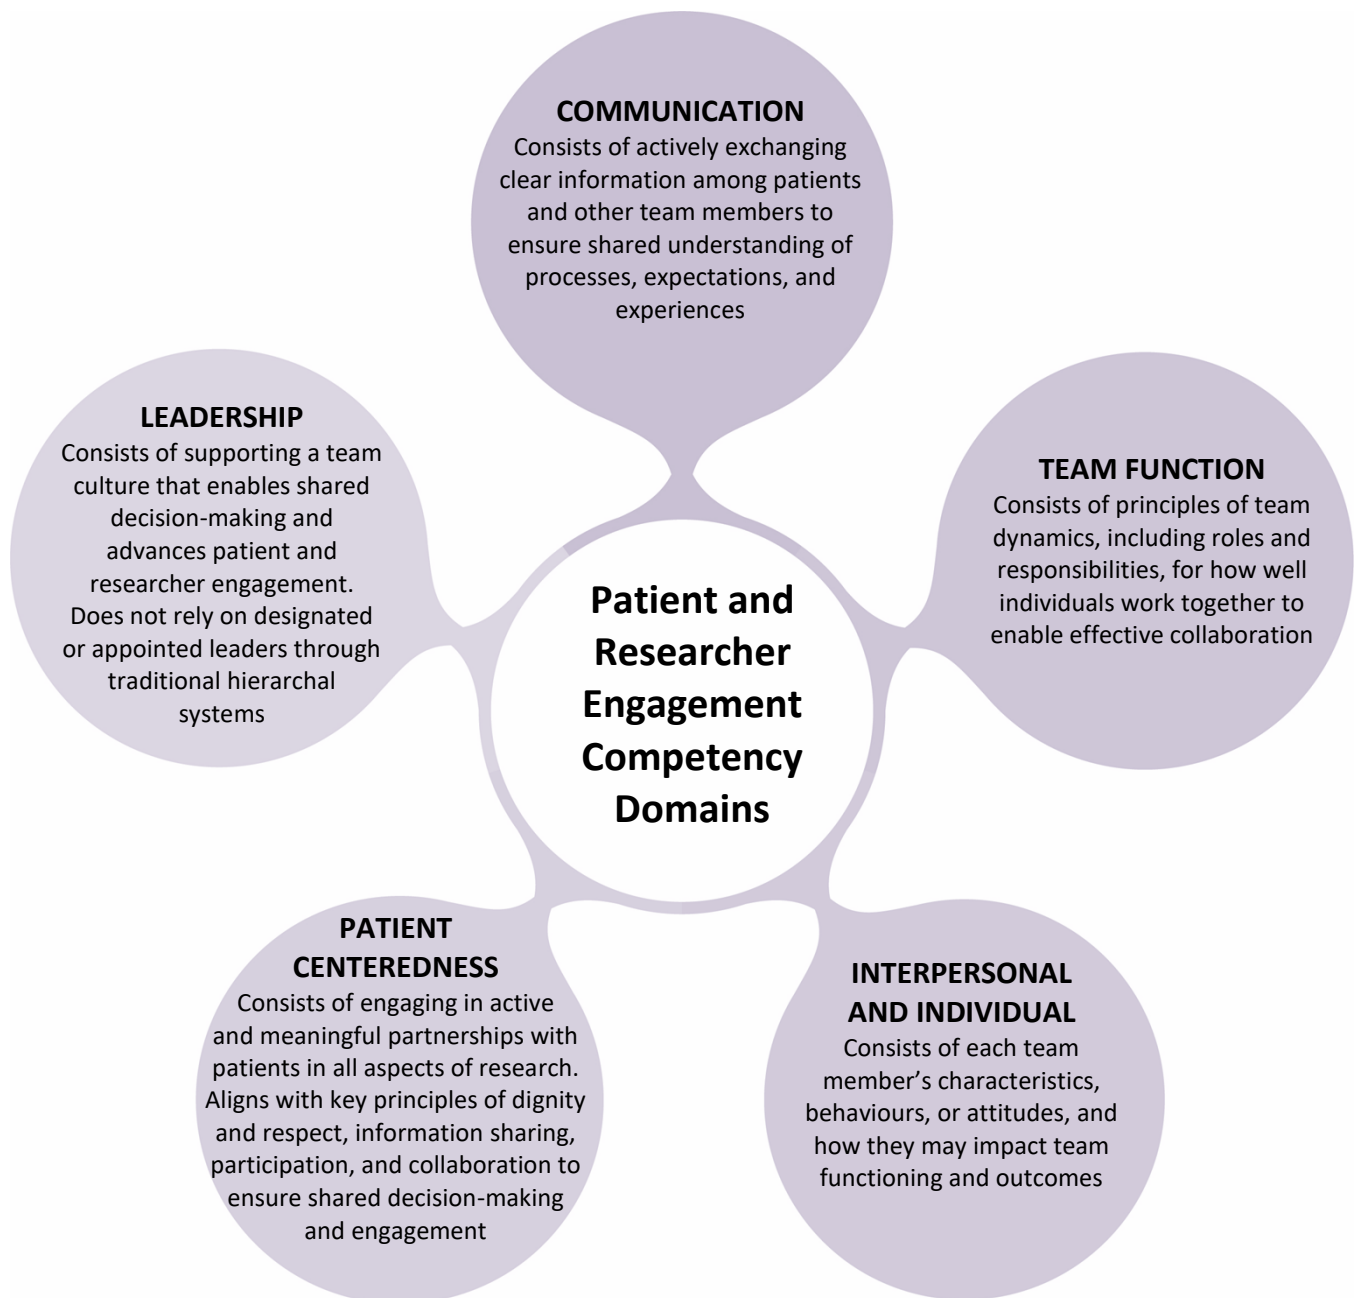 COMMUNICATION
Consists of actively exchanging
clear information among patients
and other team members to
ensure shared understanding of
processes, expectations, and
experiences
LEADERSHIP
Consists of supporting a team
culture that enables shared
decision-making and
advances patient and
researcher engagement.
Does not rely on designated
or appointed leaders through
traditional hierarchal
systems
TEAM FUNCTION
Consists of principles of team
dynamics, including roles and
responsibilities, for how well
individuals work together to
enable effective collaboration
Patient and
Researcher
Engagement
Competency
Domains
PATIENT
CENTEREDNESS
Consists of engaging in active
and meaningful partnerships with
patients in all aspects of research.
Aligns with key principles of dignity
and respect, information sharing,
participation, and collaboration to
ensure shared decision-making
and engagement
INTERPERSONAL
AND INDIVIDUAL
Consists of each team
member’s characteristics,
behaviours, or attitudes, and
how they may impact team
functioning and outcomes